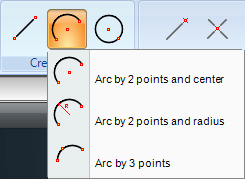 Cre
Arc by 2 points and center
R
Arc by 2 points and radius
Arc by 3 points